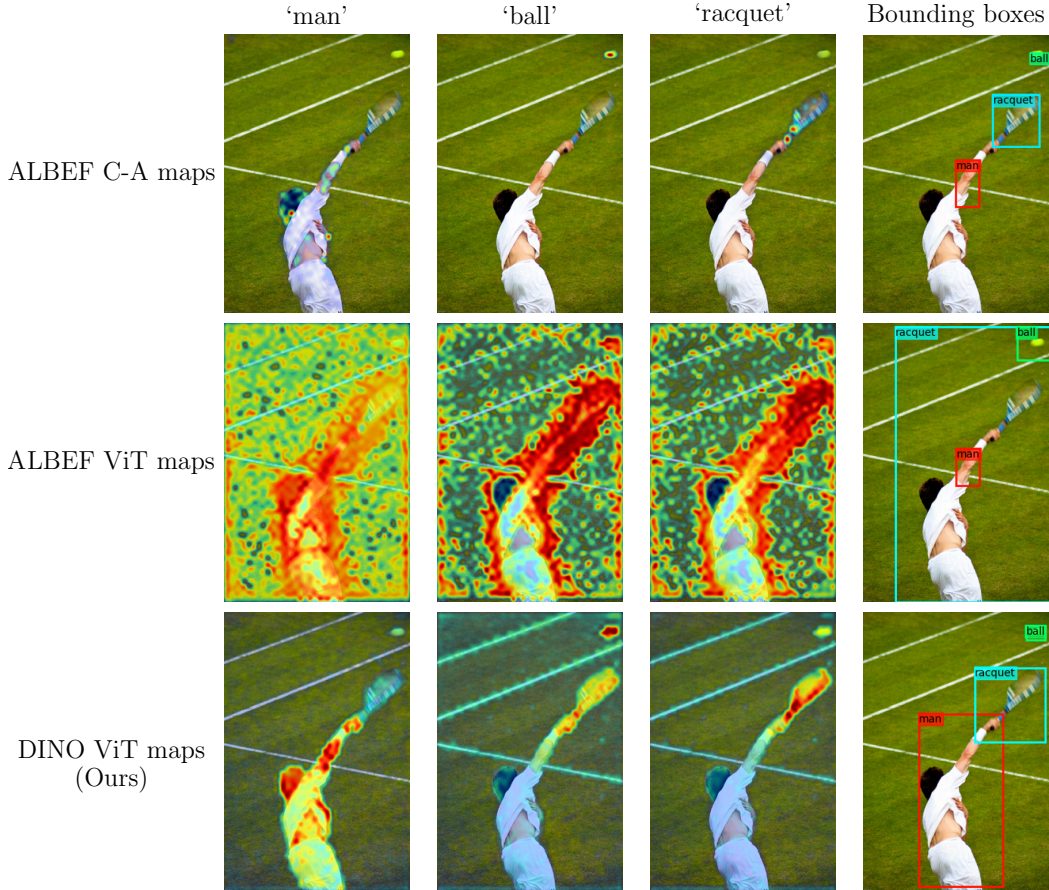 ‘man’ ‘ball’ ‘racquet’ Bounding boxes
ball
racquet
ALBEF C-A maps
man
racquet ball
ALBEF ViT maps
man
ball
racquet
man
DINO ViT maps
(Ours)